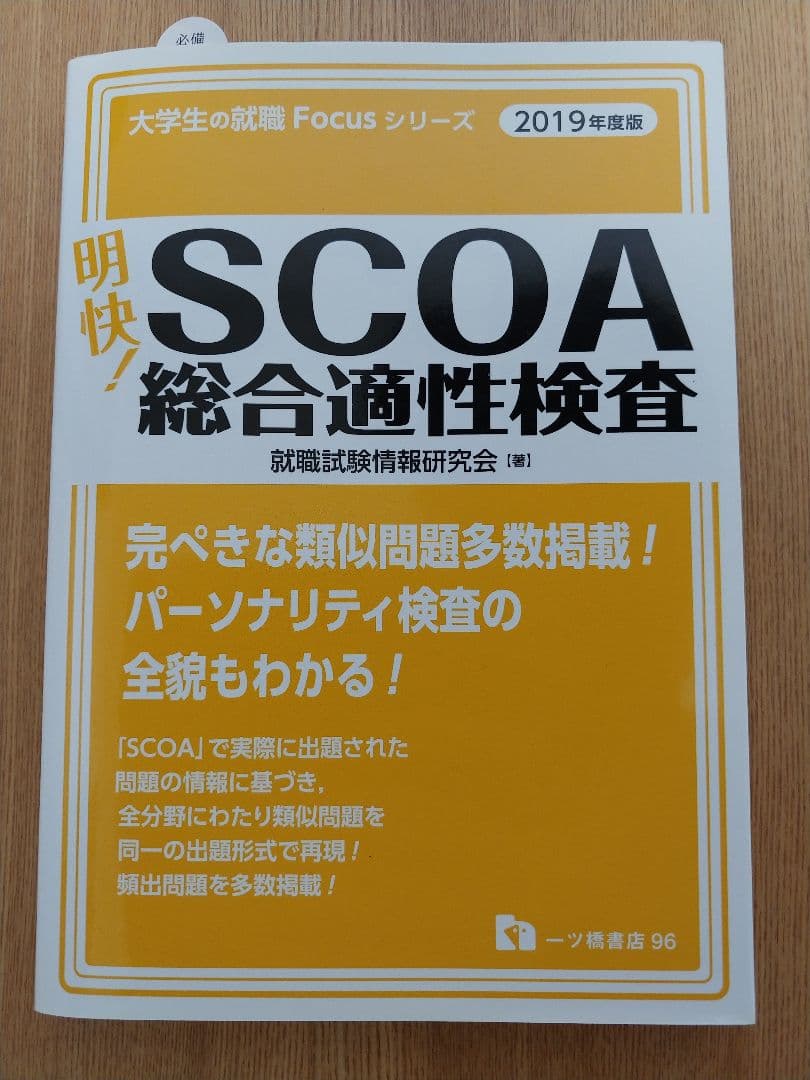 必備
大学生の就職 Focus シリーズ 2019年度版
明快!
SCOA
総合適性検査
就職試験情報研究会【著】
完ぺきな類似問題多数掲載!
パーソナリティ検査の
全貌もわかる!
「SCOA」で実際に出題された
問題の情報に基づき,
全分野にわたり類似問題を
同一の出題形式で再現!
頻出問題を多数掲載!
一ツ橋書店 96